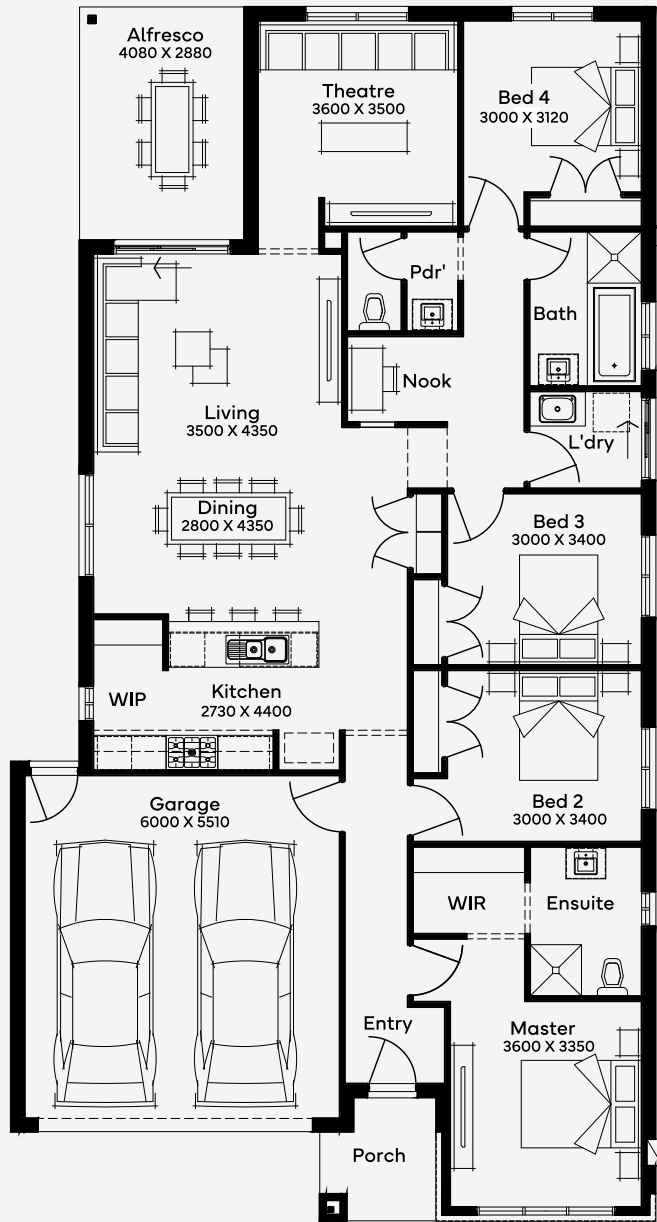 Alfresco
4080 X 2880
Theatre
3600 X 3500
Bed 4
3000 X 3120
Pdr'
Bath
Nook
Living
3500 X 4350
L'dry
Dining
2800 X 4350
Bed 3
3000 X 3400
WIP
Kitchen
2730 X 4400
Garage
6000 X 5510
Bed 2
3000 X 3400
WIR
Ensuite
Entry
Master
3600 X 3350
Porch